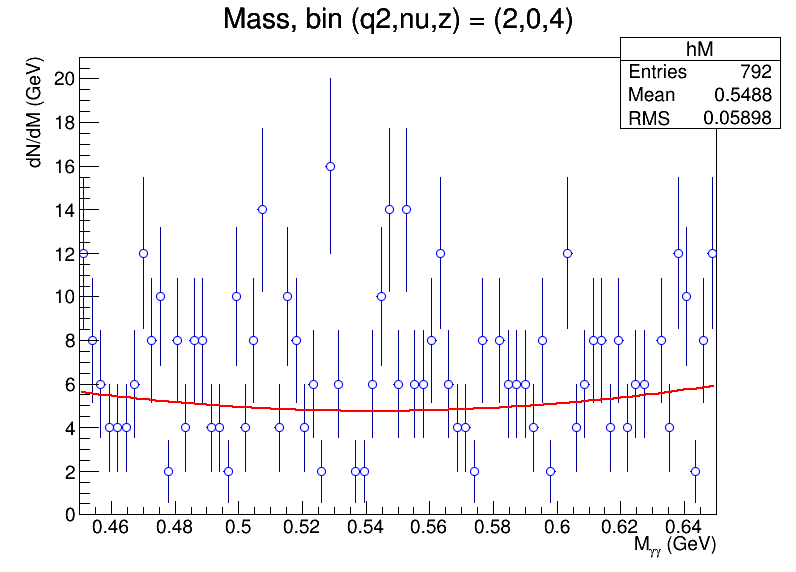 Mass, bin (q2,nu,z) = (2,0,4)
hM
Entries 792
Mean 0.5488
RMS 0.05898
dN/dM (GeV)
20
18
16
14
12
10
8
6
4
2
0
0.46 0.48 0.5 0.52 0.54 0.56 0.58 0.6 0.62 0.64
Mγγ (GeV)